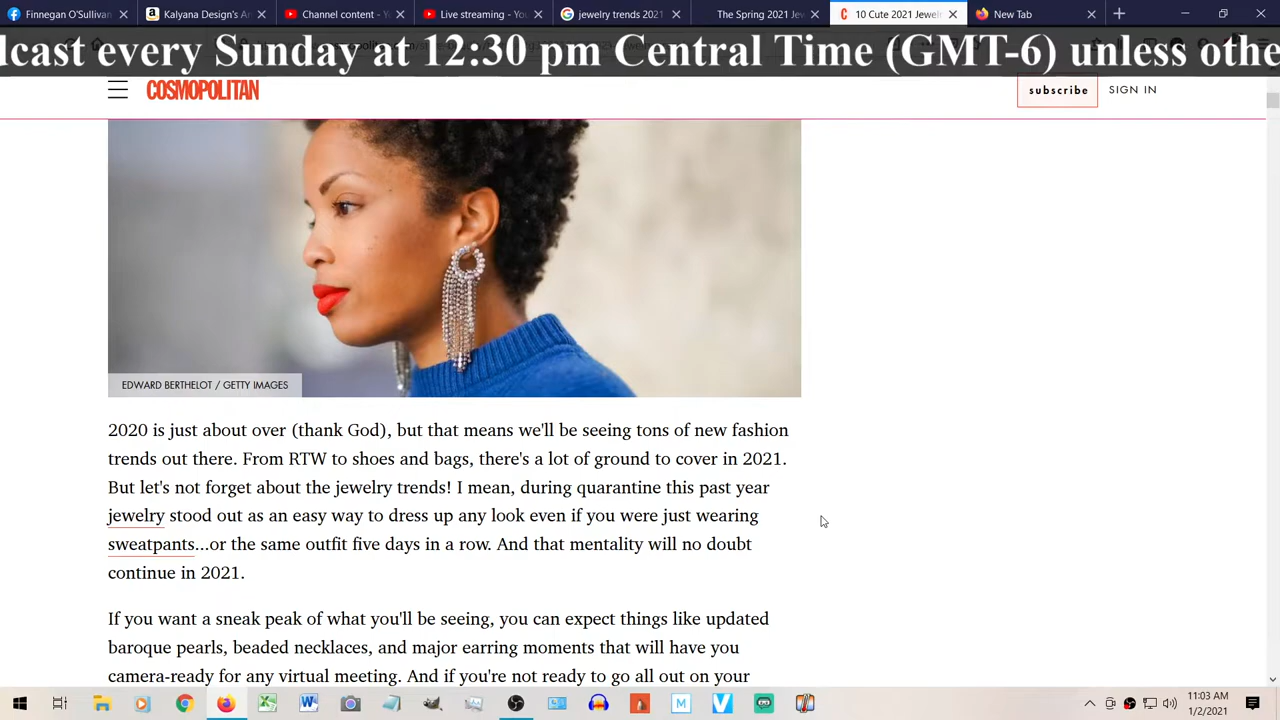 Finnegan O'Sullivan
Kalyana Design's A
Channel content - Y
Live streaming - You
jewelry trends 2021
The Spring 2021 Je
10 Cute 2021 Jewel
New Tab
dcast every Sunday at 12:30 pm Central Time (GMT-6) unless othe
COSMOPOLITAN
subscribe
SIGN IN
EDWARD BERTHELOT / GETTY IMAGES
2020 is just about over (thank God), but that means we'll be seeing tons of new fashion
trends out there. From RTW to shoes and bags, there's a lot of ground to cover in 2021.
But let's not forget about the jewelry trends! I mean, during quarantine this past year
jewelry stood out as an easy way to dress up any look even if you were just wearing
sweatpants...or the same outfit five days in a row. And that mentality will no doubt
continue in 2021.
If you want a sneak peak of what you'll be seeing, you can expect things like updated
baroque pearls, beaded necklaces, and major earring moments that will have you
camera-ready for any virtual meeting. And if you're not ready to go all out on your
11:03 AM
1/2/2021